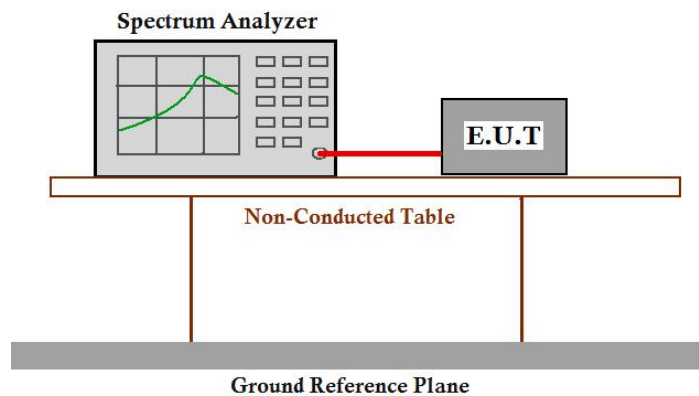 Spectrum Analyzer
E.U.T
Non-Conducted Table
Ground Reference Plane